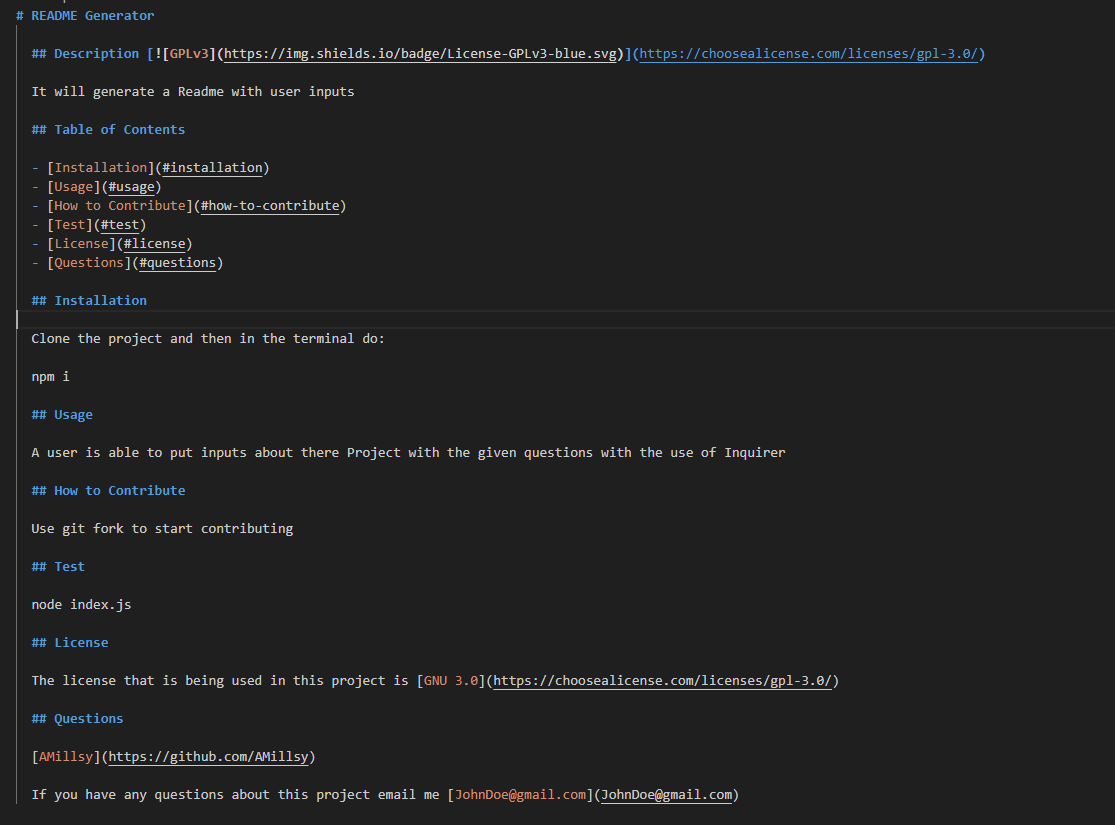 # README Generator
## Description [![GPLv3](https://img.shields.io/badge/License-GPLv3-blue.svg)](https://choosealicense.com/licenses/gpl-3.0/)
It will generate a Readme with user inputs
## Table of Contents
- [Installation](#installation)
- [Usage](#usage)
- [How to Contribute](#how-to-contribute)
- [Test](#test)
- [License](#license)
- [Questions](#questions)
## Installation
Clone the project and then in the terminal do:
npm i
## Usage
A user is able to put inputs about there Project with the given questions with the use of Inquirer
## How to Contribute
Use git fork to start contributing
## Test
node index.js
## License
The license that is being used in this project is [GNU 3.0](https://choosealicense.com/licenses/gpl-3.0/)
## Questions
[AMillsy](https://github.com/AMillsy)
If you have any questions about this project email me [JohnDoe@gmail.com](JohnDoe@gmail.com)